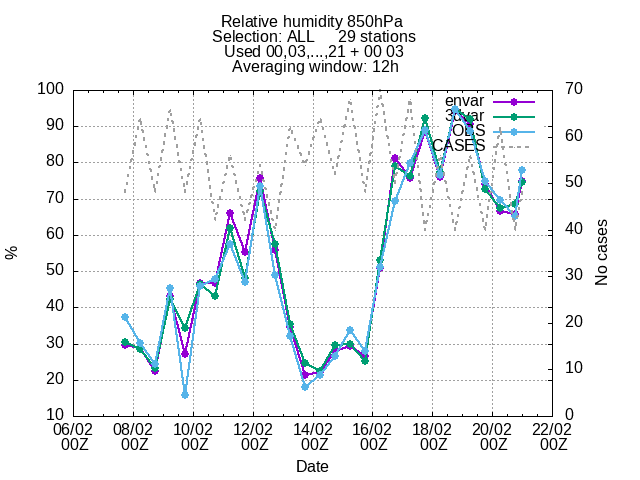 Relative humidity 850hPa
Selection: ALL 29 stations
Used 00,03,...,21 + 00 03
Averaging window: 12h
100
90
80
70
60
50
40
30
20
10
%
70
60
50
40
30
20
10
0
No cases
envar
3dvar
OBS
CASES
06/02 08/02 10/02 12/02 14/02 16/02 18/02 20/02 22/02
00Z 00Z 00Z 00Z 00Z 00Z 00Z 00Z 00Z
Date